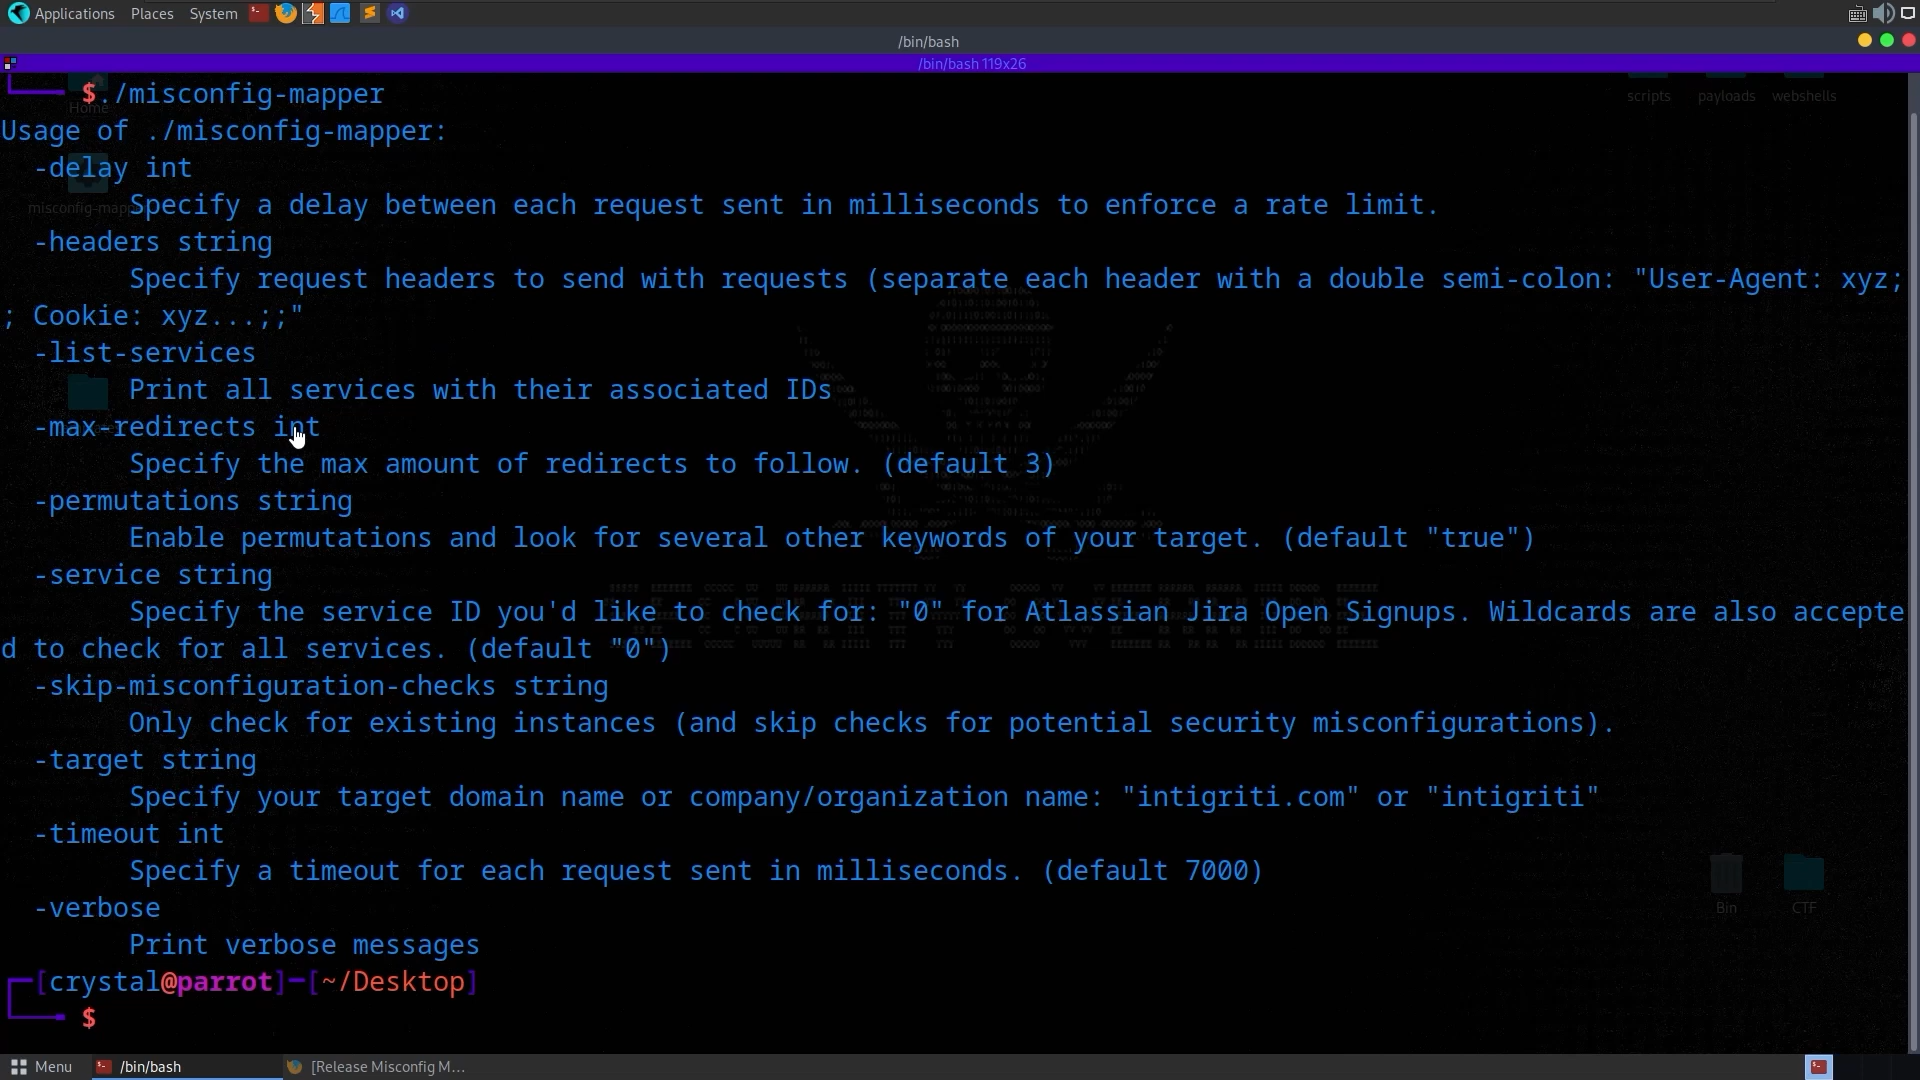 Applications Places System
/bin/bash
/bin/bash 119x26
$./misconfig-mapper
Home
scripts payloads webshells
Usage of ./misconfig-mapper:
-delay int
misconfig-mapp
Specify a delay between each request sent in milliseconds to enforce a rate limit.
-headers string
Specify request headers to send with requests (separate each header with a double semi-colon: "User-Agent: xyz;
; Cookie: xyz...;;"
-list-services
Print all services with their associated IDs
-max-redirects int
Specify the max amount of redirects to follow. (default 3)
-permutations string
Enable permutations and look for several other keywords of your target. (default "true")
-service string
Specify the service ID you'd like to check for: "0" for Atlassian Jira Open Signups. Wildcards are also accepte
d to check for all services. (default "0")
-skip-misconfiguration-checks string
Only check for existing instances (and skip checks for potential security misconfigurations).
-target string
Specify your target domain name or company/organization name: "intigriti.com" or "intigriti"
-timeout int
Specify a timeout for each request sent in milliseconds. (default 7000)
-verbose
Bin CTF
Print verbose messages
[crystal@parrot]─[~/Desktop]
$
Menu /bin/bash [Release Misconfig M...